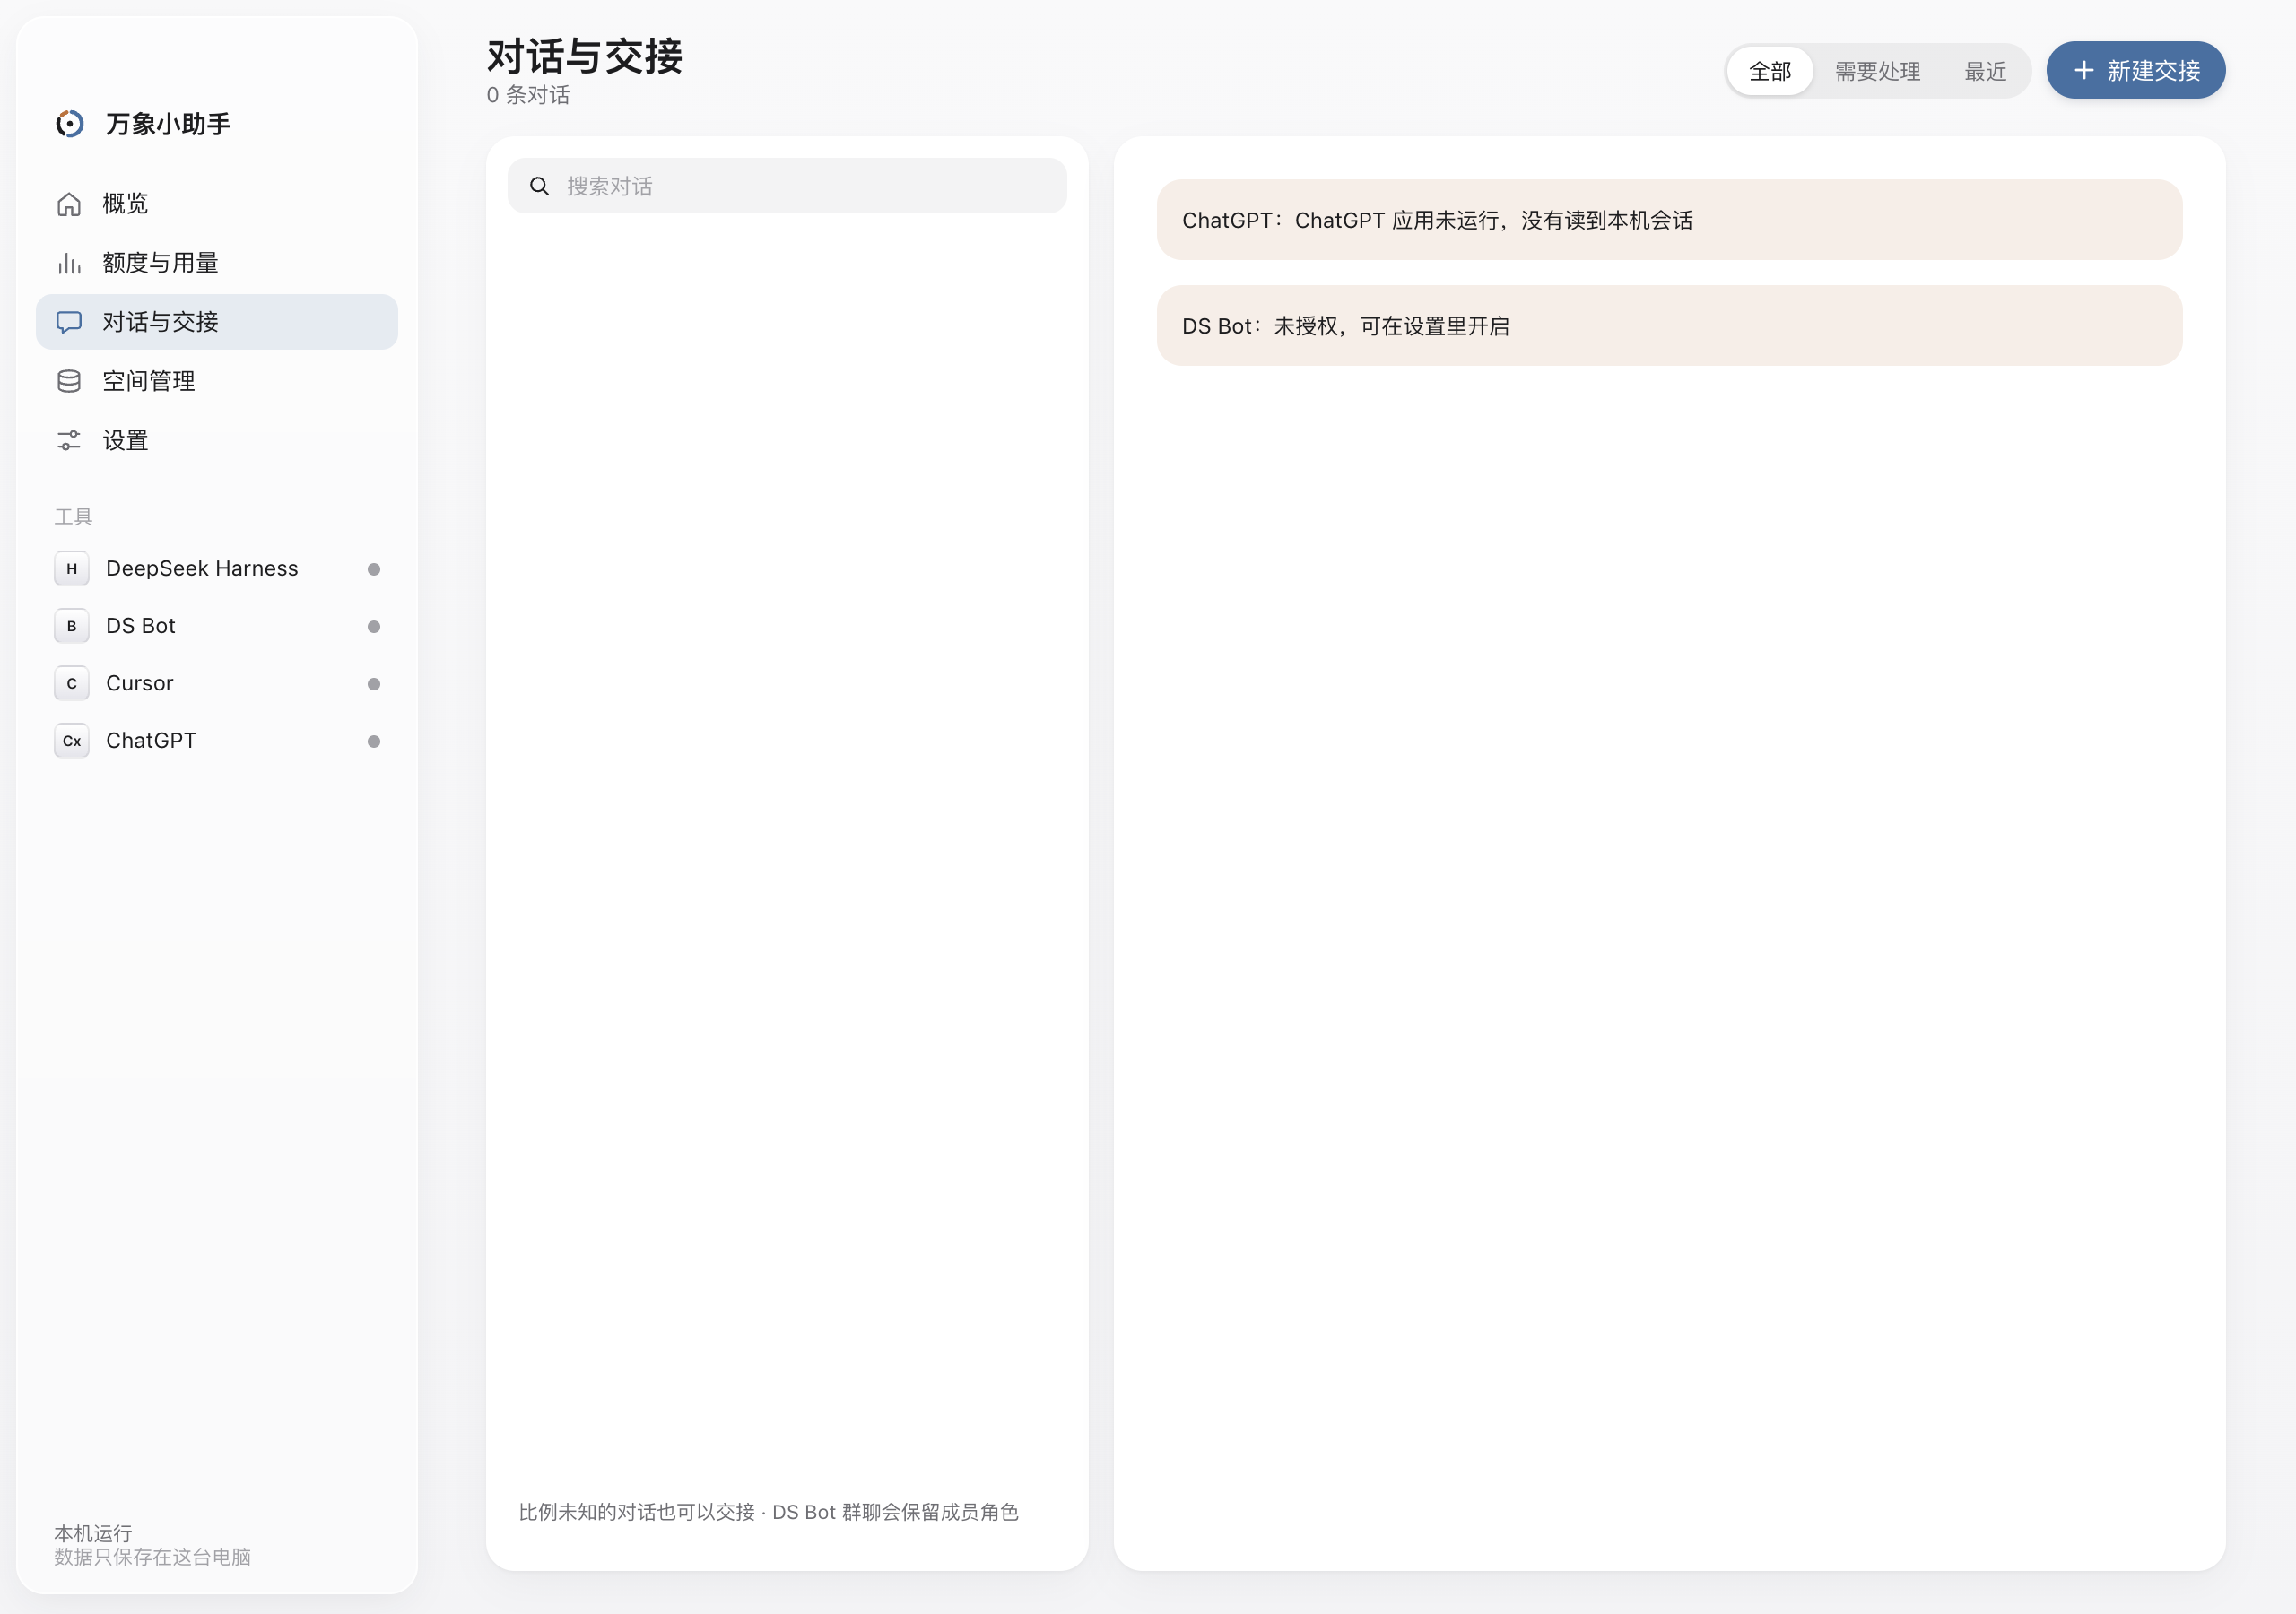 万象小助手
概览
额度与用量
对话与交接
空间管理
设置
工具
H DeepSeek Harness
B DS Bot
C Cursor
Cx ChatGPT
本机运行
数据只保存在这台电脑
对话与交接
0 条对话
全部 需要处理 最近 + 新建交接
搜索对话
比例未知的对话也可以交接 · DS Bot 群聊会保留成员角色
ChatGPT：ChatGPT 应用未运行，没有读到本机会话
DS Bot：未授权，可在设置里开启